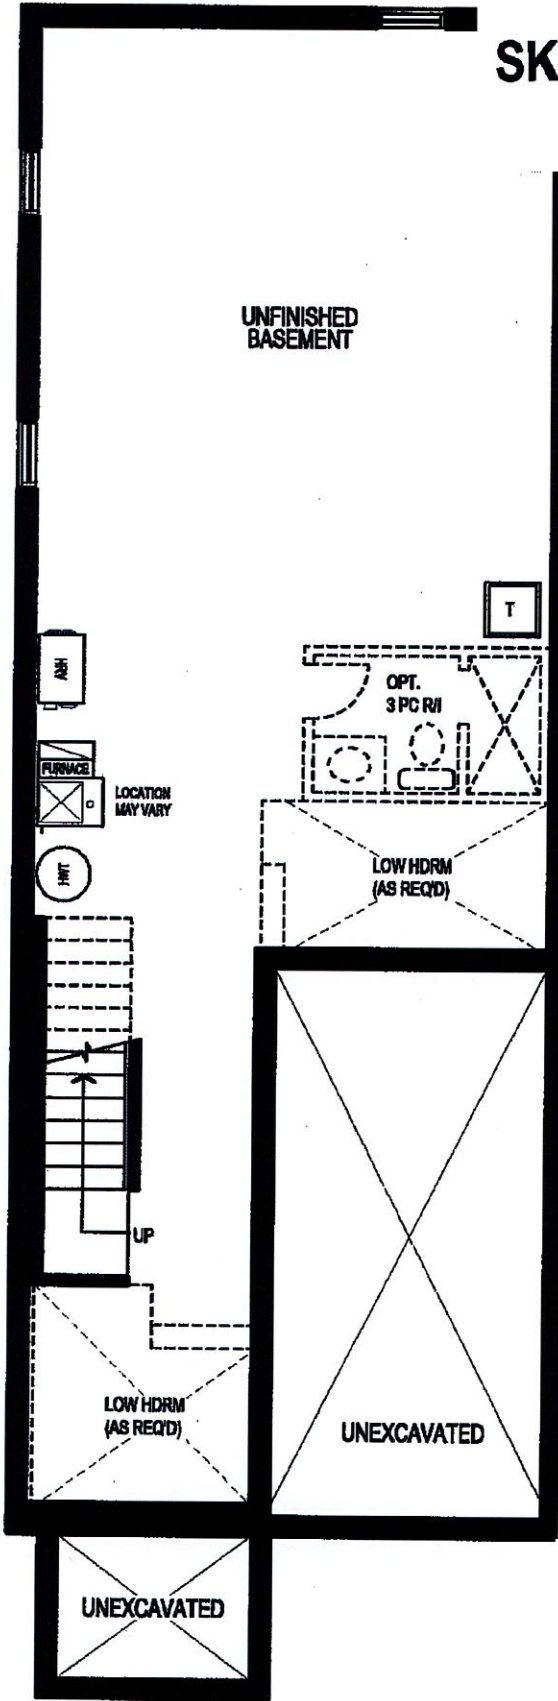 SK
UNFINISHED
BASEMENT
T
HRV
OPT.
3 PC R/I
FURNACE
LOCATION
MAY VARY
HWT
LOW HDRM
(AS REQ'D)
UP
LOW HDRM
(AS REQ'D)
UNEXCAVATED
UNEXCAVATED